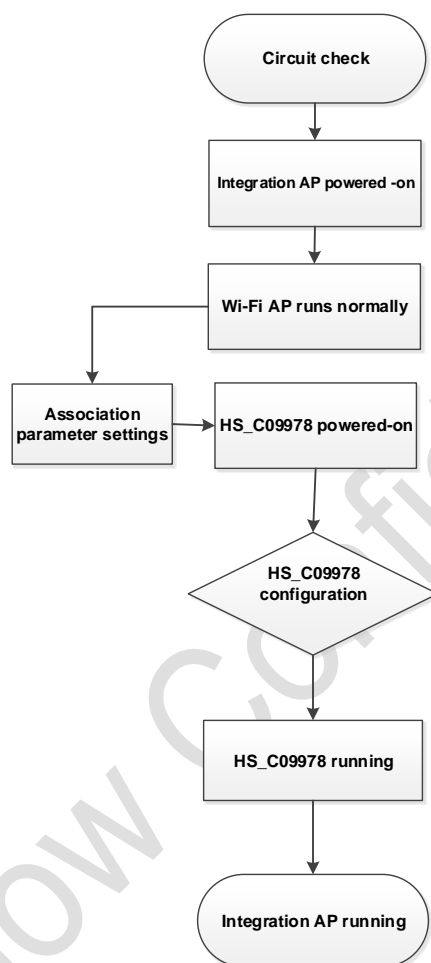 Circuit check
Integration AP powered -on
Wi-Fi AP runs normally
Association
parameter settings
HS_C09978 powered-on
HS_C09978
configuration
HS_C09978 running
Integration AP running